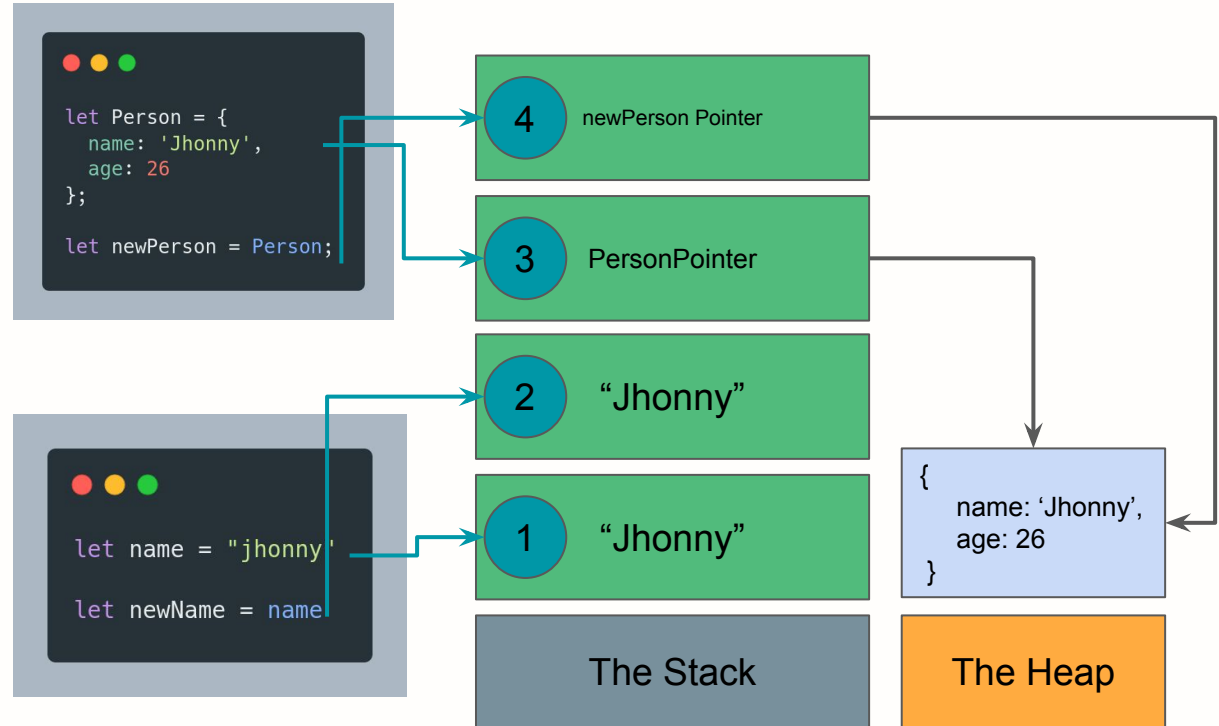 let Person = {
name: 'Jhonny',
age: 26
};
let newPerson = Person;
let name = "jhonny"
let newName = name
4 newPerson Pointer
3 PersonPointer
2 “Jhonny”
1 “Jhonny”
The Stack
{
name: ‘Jhonny’,
age: 26
}
The Heap